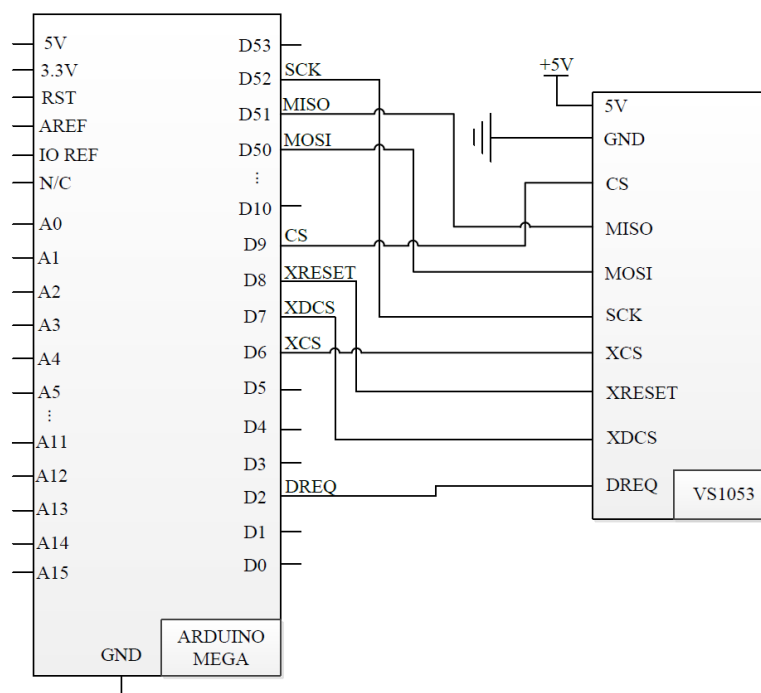 5V
3.3V
RST
AREF
IO REF
N/C
A0
A1
A2
A3
A4
A5
⋮
A11
A12
A13
A14
A15
GND
D53
D52
D51
D50
⋮
D10
D9
D8
D7
D6
D5
D4
D3
D2
D1
D0
ARDUINO
MEGA
SCK
MISO
MOSI
CS
XRESET
XDCS
XCS
DREQ
+5V
5V
GND
CS
MISO
MOSI
SCK
XCS
XRESET
XDCS
DREQ
VS1053